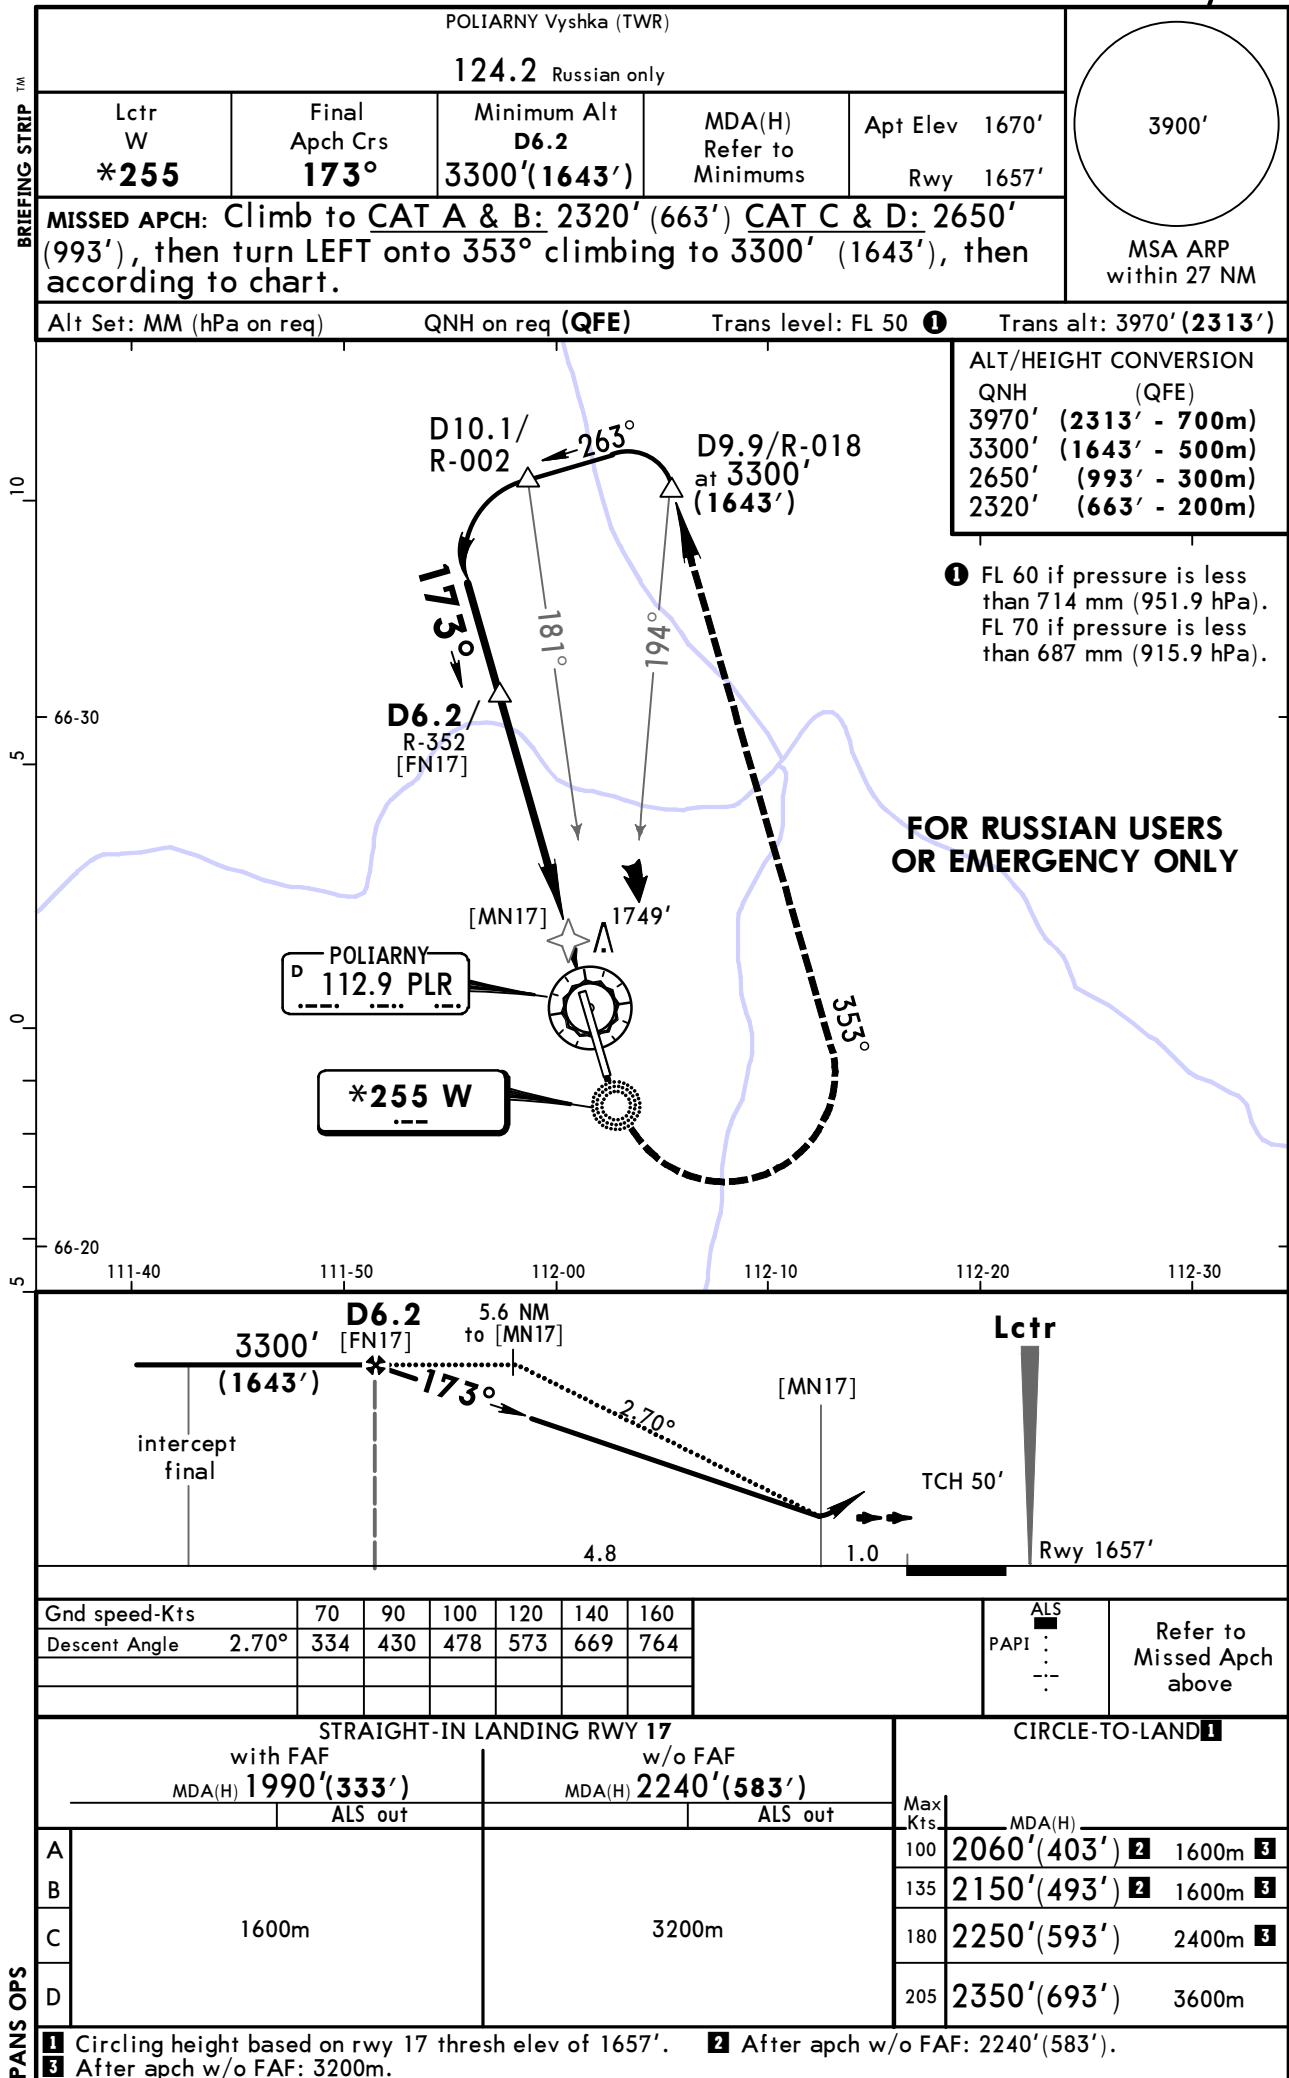 BRIEFING STRIP TM
POLIARNY Vyshka (TWR)
124.2 Russian only
Lctr
W
*255
Final
Apch Crs
173°
Minimum Alt
D6.2
3300'(1643')
MDA(H)
Refer to
Minimums
Apt Elev 1670'
Rwy 1657'
3900'
MSA ARP
within 27 NM
MISSED APCH: Climb to CAT A & B: 2320' (663') CAT C & D: 2650'
(993'), then turn LEFT onto 353° climbing to 3300' (1643'), then
according to chart.
Alt Set: MM (hPa on req) QNH on req (QFE) Trans level: FL 50 1 Trans alt: 3970'(2313')
ALT/HEIGHT CONVERSION
QNH (QFE)
3970' (2313' - 700m)
3300' (1643' - 500m)
2650' (993' - 300m)
2320' (663' - 200m)
1 FL 60 if pressure is less
than 714 mm (951.9 hPa).
FL 70 if pressure is less
than 687 mm (915.9 hPa).
D10.1/
R-002
263°
D9.9/R-018
at 3300'
(1643')
10
173°
181°
194°
66-30
D6.2/
R-352
[FN17]
5
FOR RUSSIAN USERS
OR EMERGENCY ONLY
[MN17]
1749'
POLIARNY
D 112.9 PLR
0
353°
*255 W
66-20
5
111-40 111-50 112-00 112-10 112-20 112-30
D6.2
[FN17]
5.6 NM
to [MN17]
Lctr
3300'
(1643')
173°
2.70°
[MN17]
intercept
final
TCH 50'
4.8
1.0
Rwy 1657'
Gnd speed-Kts 70 90 100 120 140 160
Descent Angle 2.70° 334 430 478 573 669 764
ALS
PAPI
Refer to
Missed Apch
above
STRAIGHT-IN LANDING RWY 17
with FAF
MDA(H) 1990'(333')
ALS out
w/o FAF
MDA(H) 2240'(583')
ALS out
CIRCLE-TO-LAND 1
Max
Kts
MDA(H)
A
B
C
D
1600m
3200m
100 2060'(403') 2 1600m 3
135 2150'(493') 2 1600m 3
180 2250'(593') 2400m 3
205 2350'(693') 3600m
PANS OPS
1 Circling height based on rwy 17 thresh elev of 1657'. 2 After apch w/o FAF: 2240'(583').
3 After apch w/o FAF: 3200m.